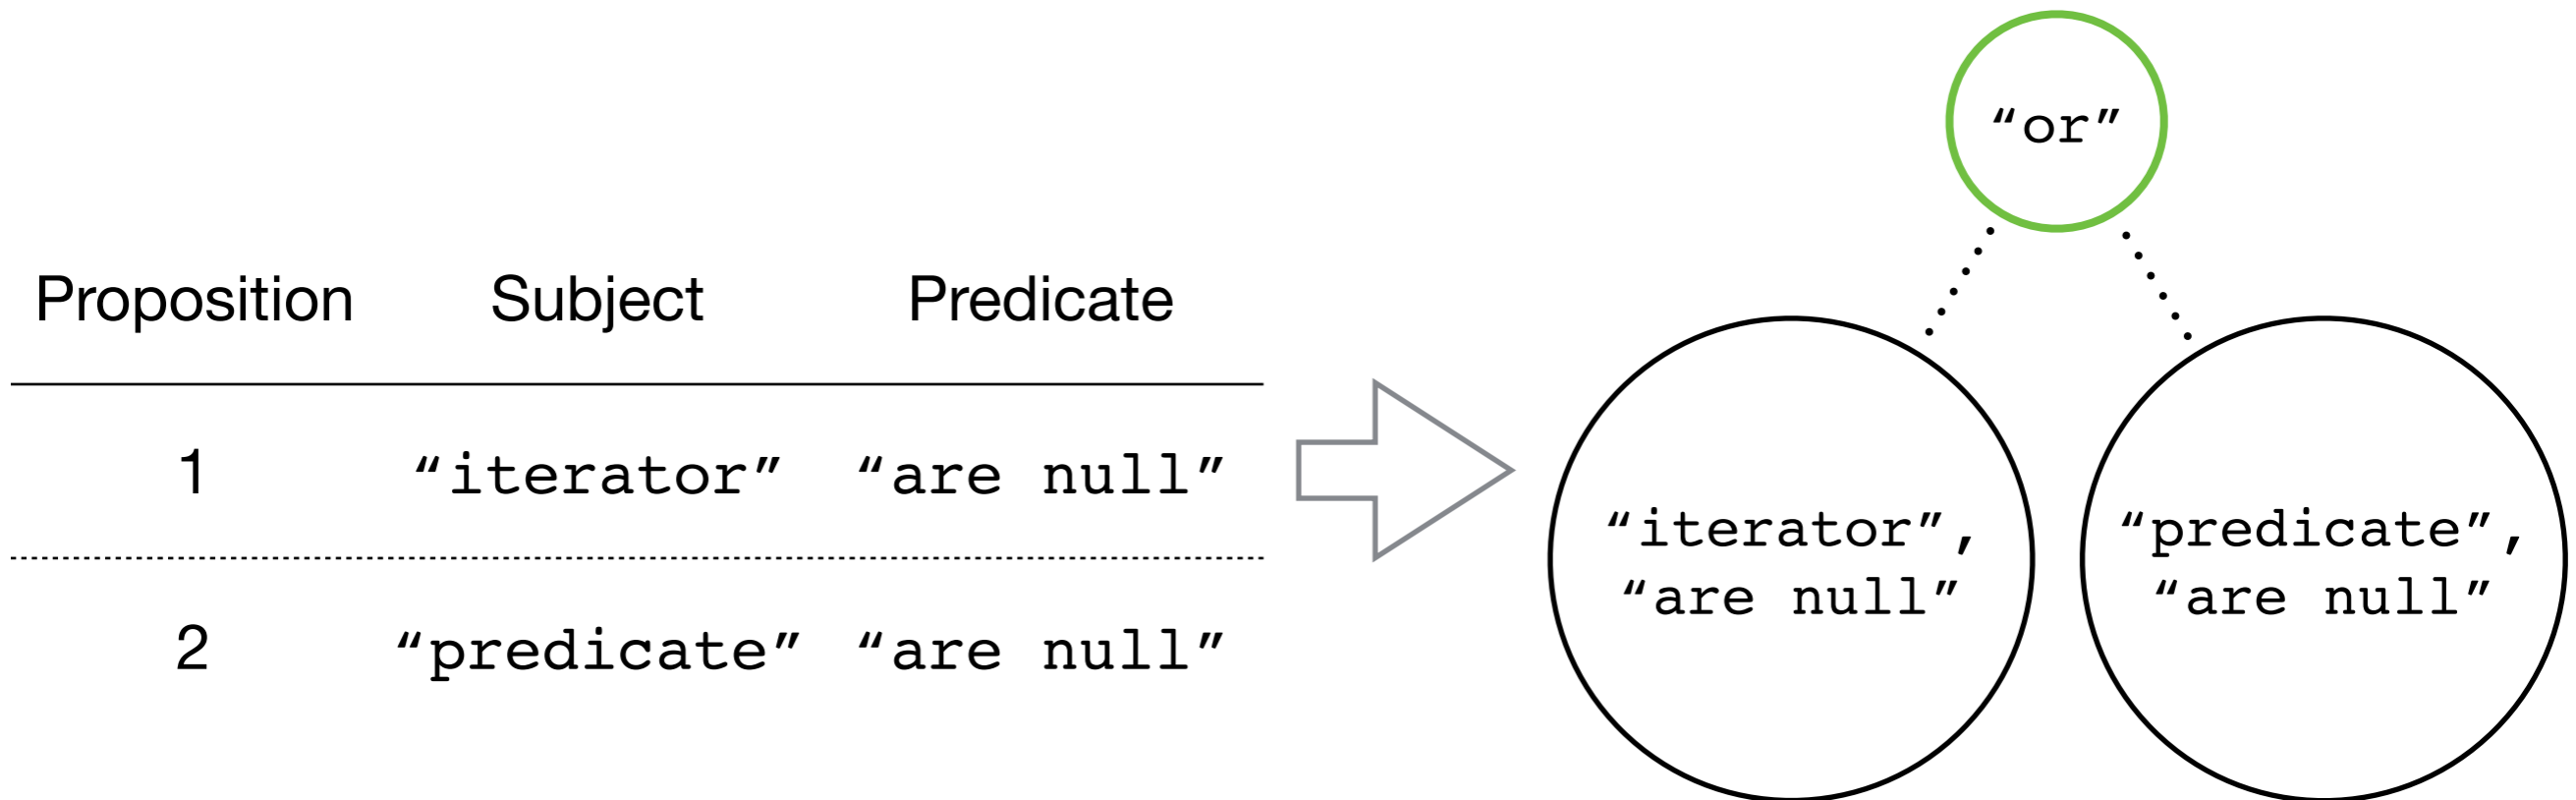 “or”
Proposition Subject Predicate
1 “iterator” “are null”
2 “predicate” “are null”
“iterator”,
“are null”
“predicate”,
“are null”